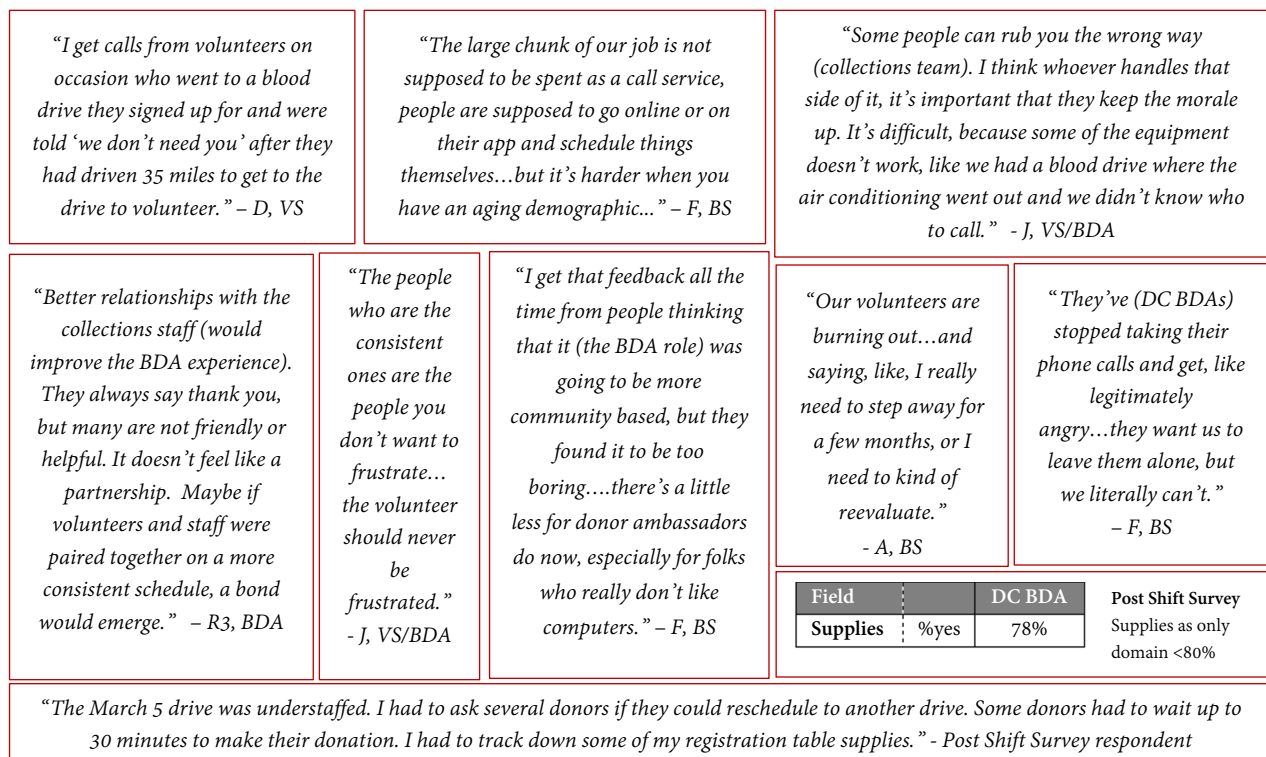 “I get calls from volunteers on
occasion who went to a blood
drive they signed up for and were
told ‘we don’t need you’ after they
had driven 35 miles to get to the
drive to volunteer.” – D, VS
“The large chunk of our job is not
supposed to be spent as a call service,
people are supposed to go online or on
their app and schedule things
themselves…but it’s harder when you
have an aging demographic...” – F, BS
“Some people can rub you the wrong way
(collections team). I think whoever handles that
side of it, it’s important that they keep the morale
up. It’s difficult, because some of the equipment
doesn’t work, like we had a blood drive where the
air conditioning went out and we didn’t know who
to call.” - J, VS/BDA
“Better relationships with the
collections staff (would
improve the BDA experience).
They always say thank you,
but many are not friendly or
helpful. It doesn’t feel like a
partnership. Maybe if
volunteers and staff were
paired together on a more
consistent schedule, a bond
would emerge.” – R3, BDA
“The people
who are the
consistent
ones are the
people you
don’t want to
frustrate…
the volunteer
should never
be
frustrated.”
- J, VS/BDA
“I get that feedback all the
time from people thinking
that it (the BDA role) was
going to be more
community based, but they
found it to be too
boring….there’s a little
less for donor ambassadors
do now, especially for folks
who really don’t like
computers.” – F, BS
“Our volunteers are
burning out…and
saying, like, I really
need to step away for
a few months, or I
need to kind of
reevaluate.”
- A, BS
“They’ve (DC BDAs)
stopped taking their
phone calls and get, like
legitimately
angry…they want us to
leave them alone, but
we literally can’t.”
– F, BS
Field DC BDA
Supplies %yes 78%
Post Shift Survey
Supplies as only
domain <80%
“The March 5 drive was understaffed. I had to ask several donors if they could reschedule to another drive. Some donors had to wait up to
30 minutes to make their donation. I had to track down some of my registration table supplies.” - Post Shift Survey respondent